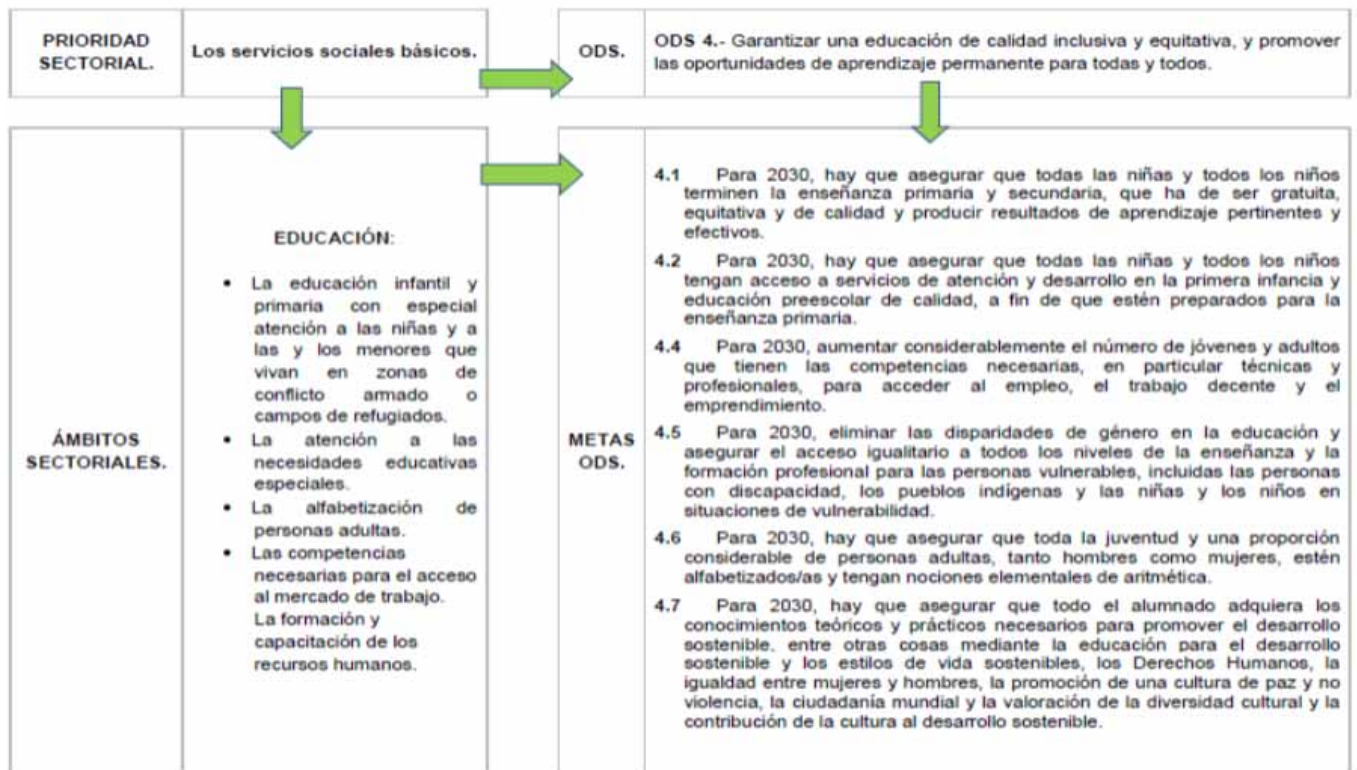 PRIORIDAD
SECTORIAL.
Los servicios sociales básicos.
ODS.
ODS 4.- Garantizar una educación de calidad inclusiva y equitativa, y promover
las oportunidades de aprendizaje permanente para todas y todos.
ÁMBITOS
SECTORIALES.
EDUCACIÓN:
• La educación infantil y
primaria con especial
atención a las niñas y a
las y los menores que
vivan en zonas de
conflicto armado o
campos de refugiados.
• La atención a las
necesidades educativas
especiales.
• La alfabetización de
personas adultas.
• Las competencias
necesarias para el acceso
al mercado de trabajo.
La formación y
capacitación de los
recursos humanos.
METAS
ODS.
4.1 Para 2030, hay que asegurar que todas las niñas y todos los niños
terminen la enseñanza primaria y secundaria, que ha de ser gratuita,
equitativa y de calidad y producir resultados de aprendizaje pertinentes y
efectivos.
4.2 Para 2030, hay que asegurar que todas las niñas y todos los niños
tengan acceso a servicios de atención y desarrollo en la primera infancia y
educación preescolar de calidad, a fin de que estén preparados para la
enseñanza primaria.
4.4 Para 2030, aumentar considerablemente el número de jóvenes y adultos
que tienen las competencias necesarias, en particular técnicas y
profesionales, para acceder al empleo, el trabajo decente y el
emprendimiento.
4.5 Para 2030, eliminar las disparidades de género en la educación y
asegurar el acceso igualitario a todos los niveles de la enseñanza y la
formación profesional para las personas vulnerables, incluidas las personas
con discapacidad, los pueblos indígenas y las niñas y los niños en
situaciones de vulnerabilidad.
4.6 Para 2030, hay que asegurar que toda la juventud y una proporción
considerable de personas adultas, tanto hombres como mujeres, estén
alfabetizados/as y tengan nociones elementales de aritmética.
4.7 Para 2030, hay que asegurar que todo el alumnado adquiera los
conocimientos teóricos y prácticos necesarios para promover el desarrollo
sostenible, entre otras cosas mediante la educación para el desarrollo
sostenible y los estilos de vida sostenibles, los Derechos Humanos, la
igualdad entre mujeres y hombres, la promoción de una cultura de paz y no
violencia, la ciudadanía mundial y la valoración de la diversidad cultural y la
contribución de la cultura al desarrollo sostenible.